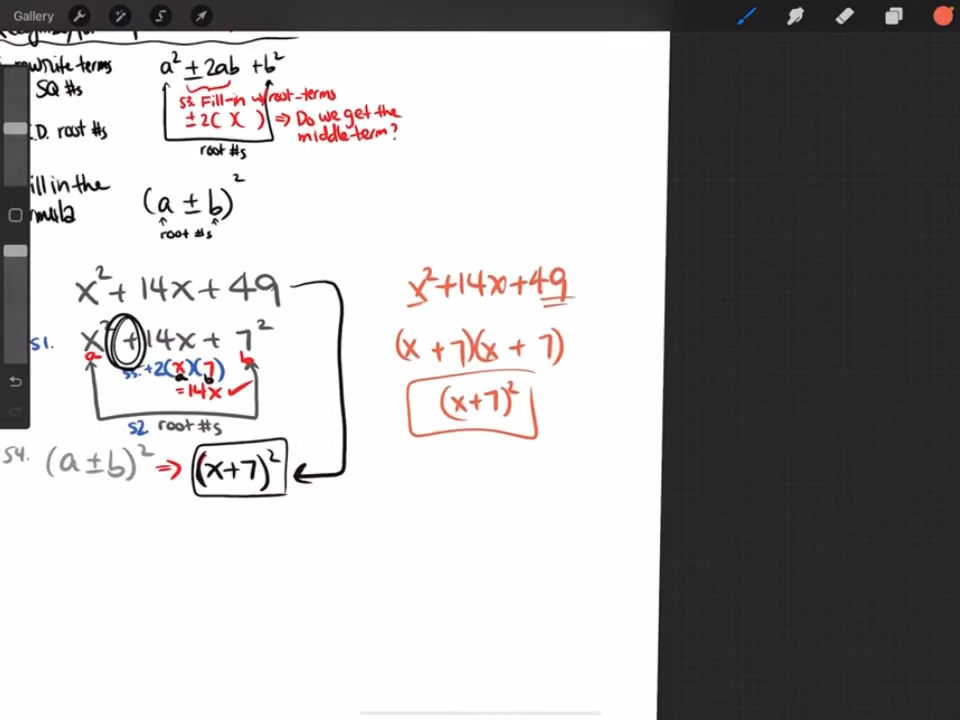 Gallery
rewrite terms
SQ #s
I.D. root #s
fill in the
a² ± 2ab + b²
S3. Fill-in w/root-terms
±2( )( ) ⇒ Do we get the
middle term?
root #s
(a ± b)²
root #s
x² + 14x + 49
S1. x² + 14x + 7²
a b
S3. +2(x)(7)
a b
= 14x ✓
S2 root #s
S4. (a ± b)² ⇒ (x+7)²
x² + 14x + 49
(x + 7)(x + 7)
(x+7)²